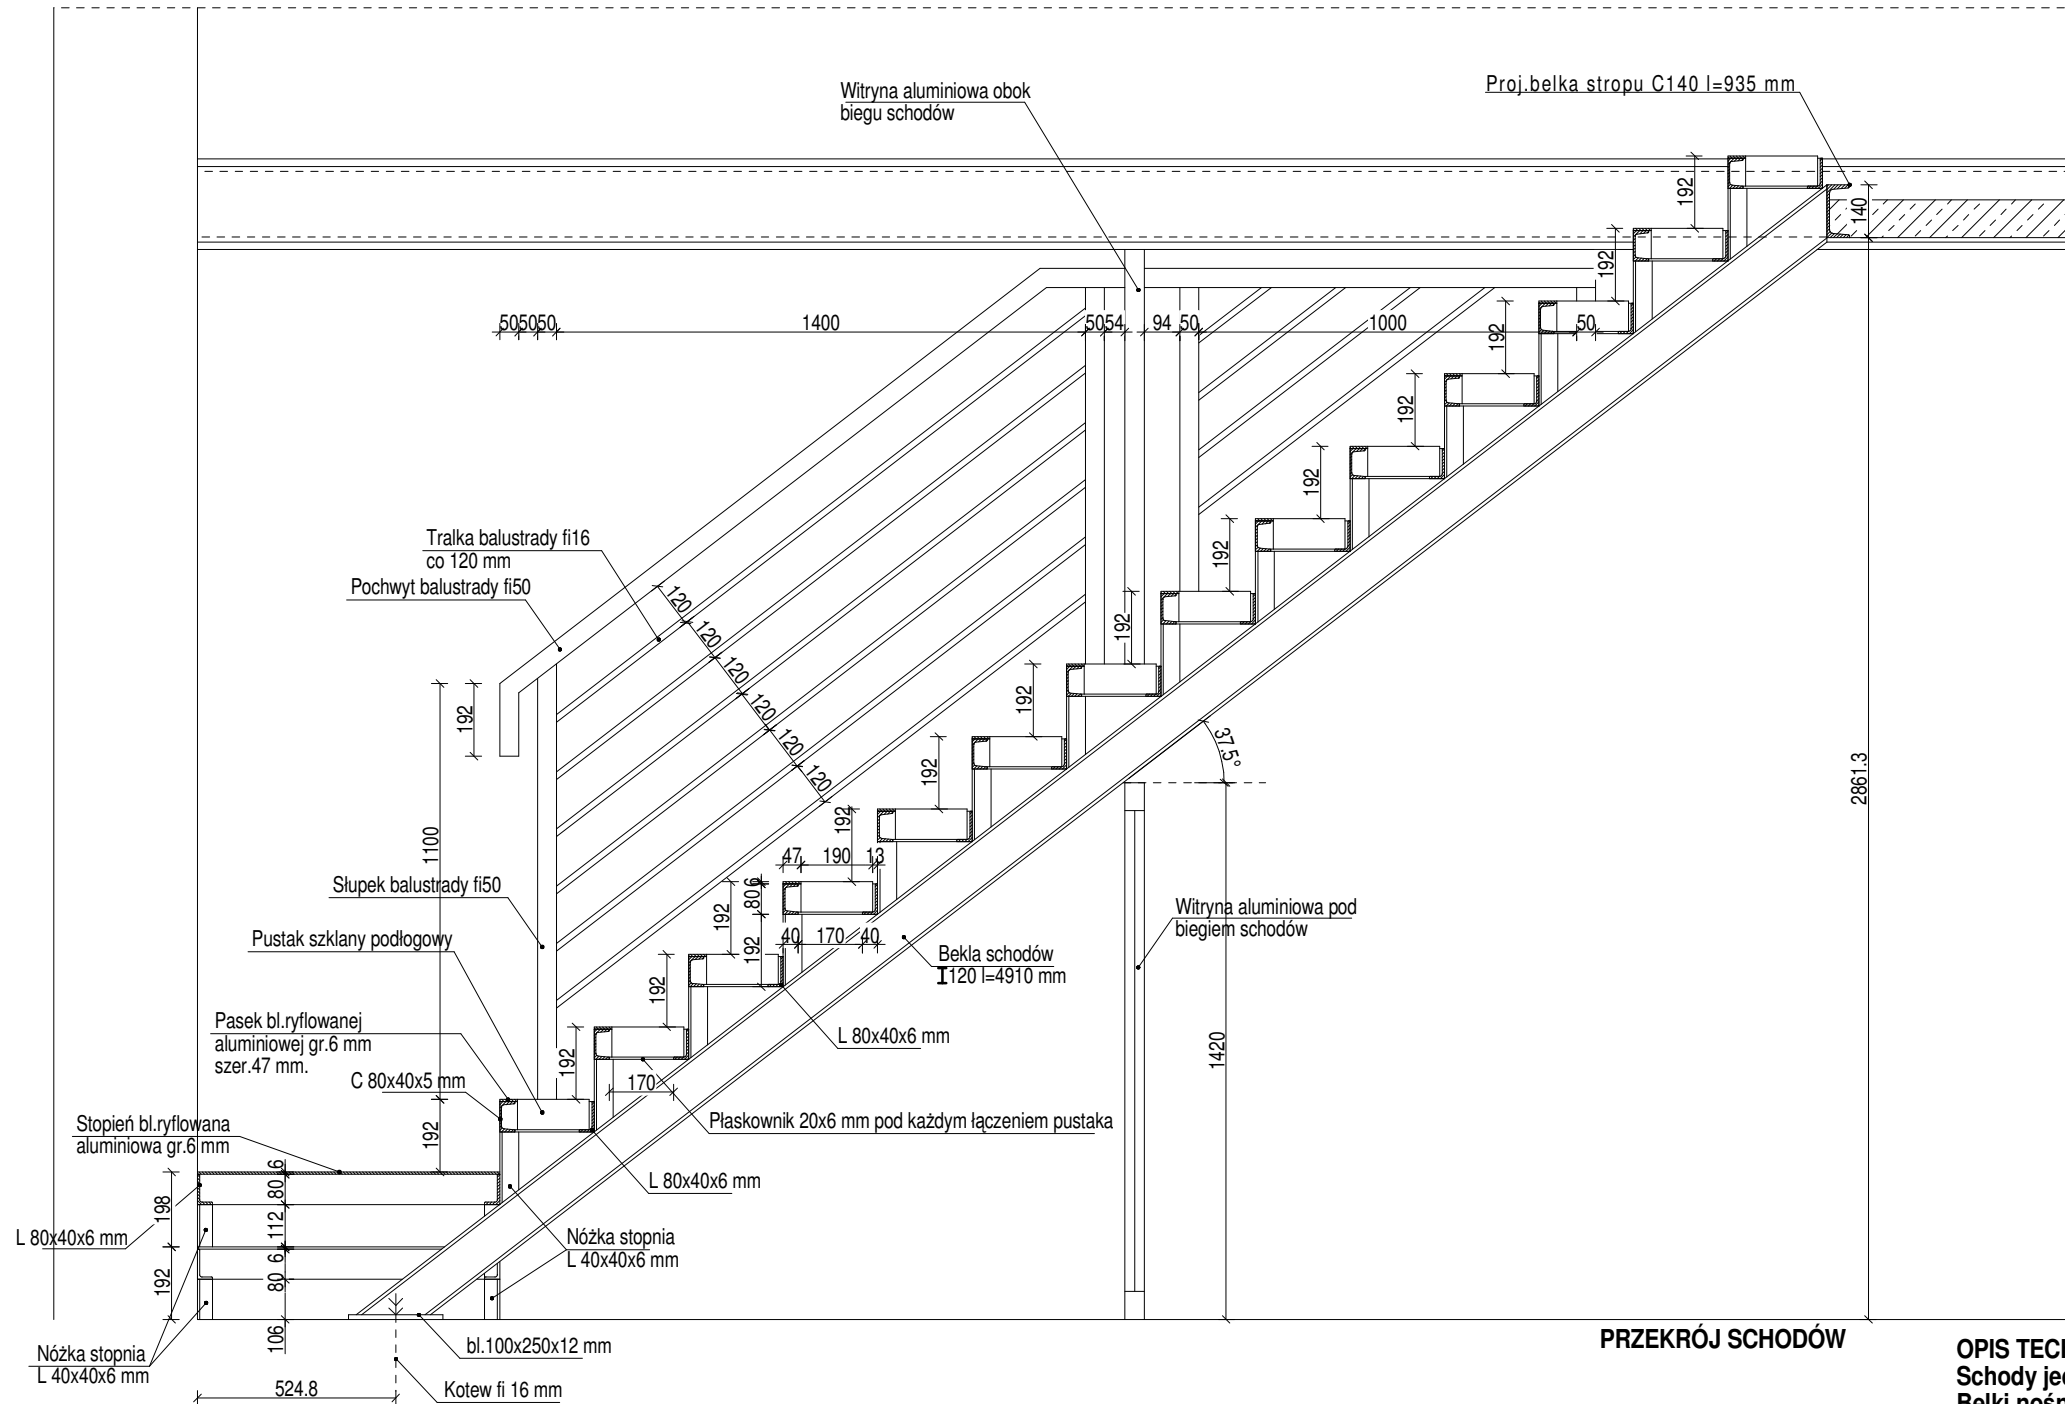 Witryna aluminiowa obok
biegu schodów
Proj.belka stropu C140 l=935 mm
192
140
192
50 50 50 1400 50 54 94 50 1000 50
192
192
192
192
Tralka balustrady fi16
co 120 mm
Pochwyt balustrady fi50
120
120
120
120
120
120
192
192
192
192
37.5°
2861.3
192
1100
192
47 190 13
Słupek balustrady fi50
80 6
192
192
40 170 40
Pustak szklany podłogowy
Witryna aluminiowa pod
biegiem schodów
Bekla schodów
I120 l=4910 mm
192
Pasek bl.ryflowanej
aluminiowej gr.6 mm
szer.47 mm.
L 80x40x6 mm
1420
192
170
C 80x40x5 mm
Płaskownik 20x6 mm pod każdym łączeniem pustaka
Stopień bl.ryflowana
aluminiowa gr.6 mm
192
6
80
198
112
L 80x40x6 mm
L 80x40x6 mm
Nóżka stopnia
L 40x40x6 mm
6
80
192
106
bl.100x250x12 mm
Nóżka stopnia
L 40x40x6 mm
524.8
Kotew fi 16 mm
PRZEKRÓJ SCHODÓW
Schody